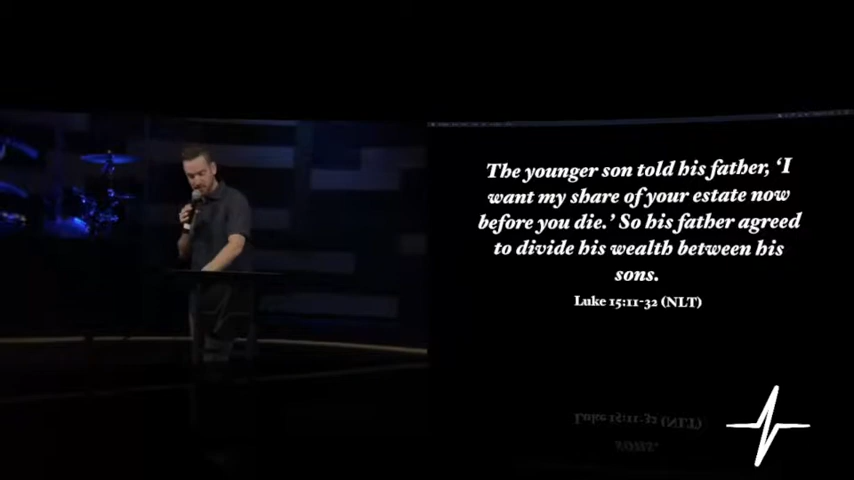 The younger son told his father, ‘I
want my share of your estate now
before you die.’ So his father agreed
to divide his wealth between his
sons.
Luke 15:11-32 (NLT)